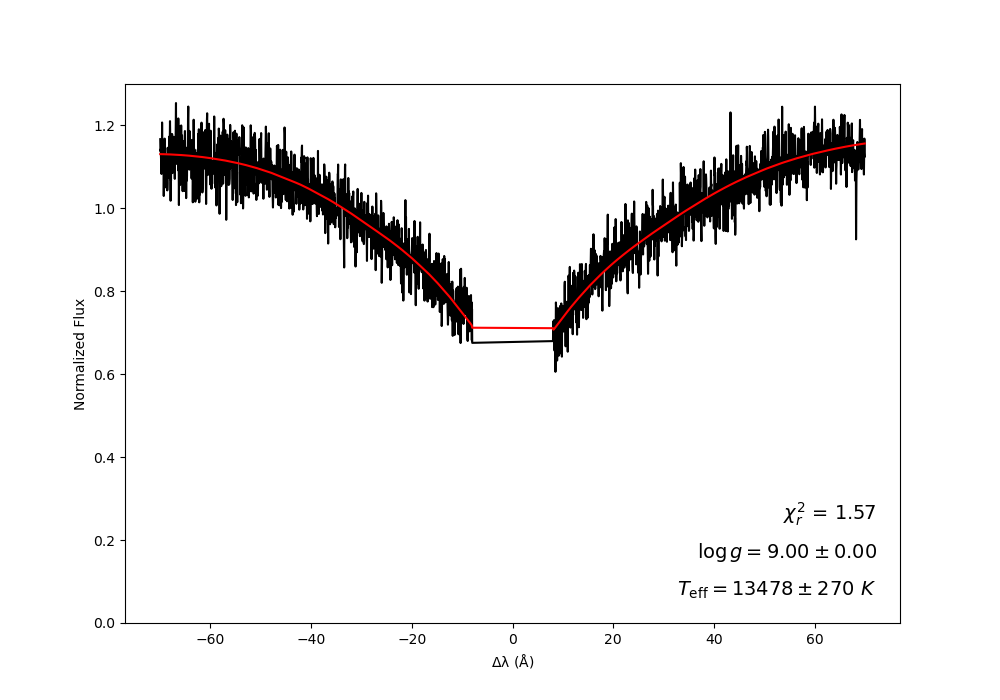 1.2
1.0
0.8
0.6
0.4
0.2
0.0
Normalized Flux
χ²ᵣ = 1.57
log g = 9.00 ± 0.00
T_eff = 13478 ± 270 K
−60 −40 −20 0 20 40 60
Δλ (Å)